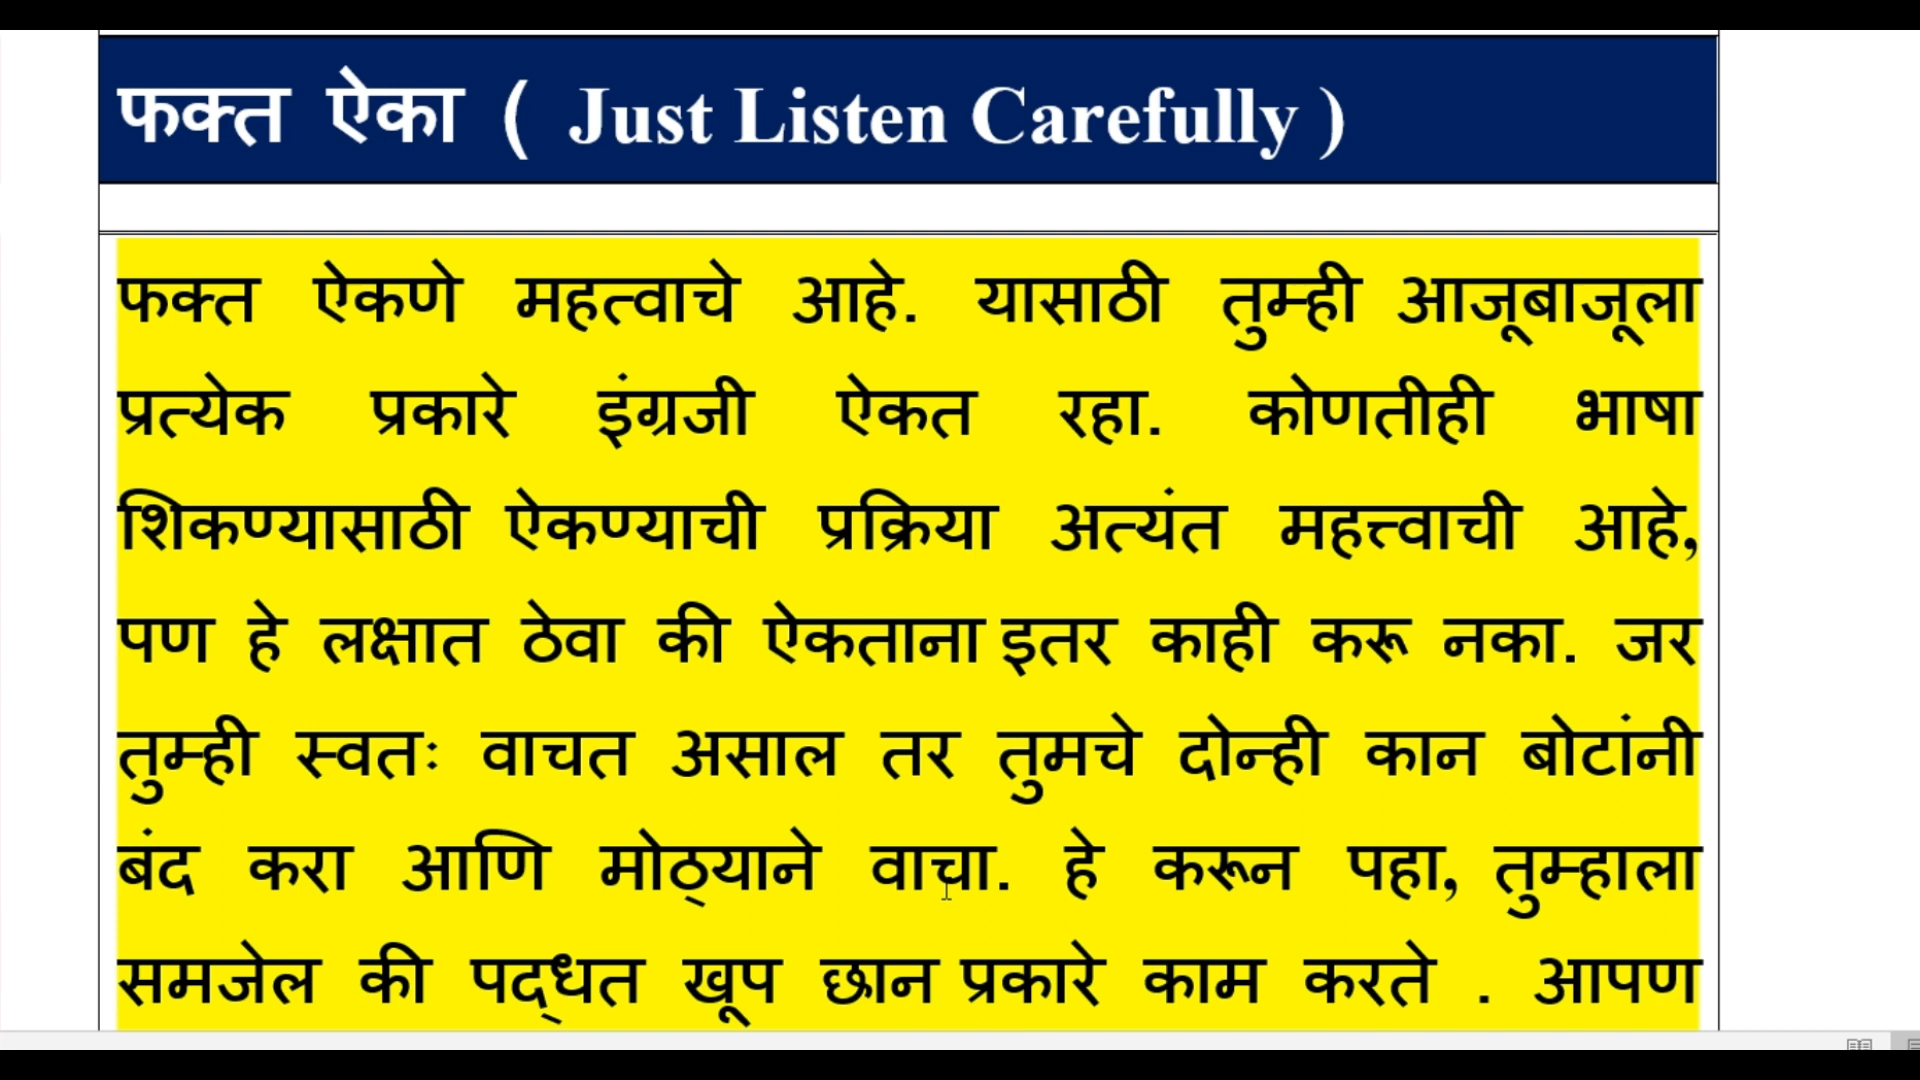 फक्त ऐका ( Just Listen Carefully )
फक्त ऐकणे महत्वाचे आहे. यासाठी तुम्ही आजूबाजूला
प्रत्येक प्रकारे इंग्रजी ऐकत रहा. कोणतीही भाषा
शिकण्यासाठी ऐकण्याची प्रक्रिया अत्यंत महत्त्वाची आहे,
पण हे लक्षात ठेवा की ऐकताना इतर काही करू नका. जर
तुम्ही स्वतः वाचत असाल तर तुमचे दोन्ही कान बोटांनी
बंद करा आणि मोठ्याने वाचा. हे करून पहा, तुम्हाला
समजेल की पद्धत खूप छान प्रकारे काम करते . आपण